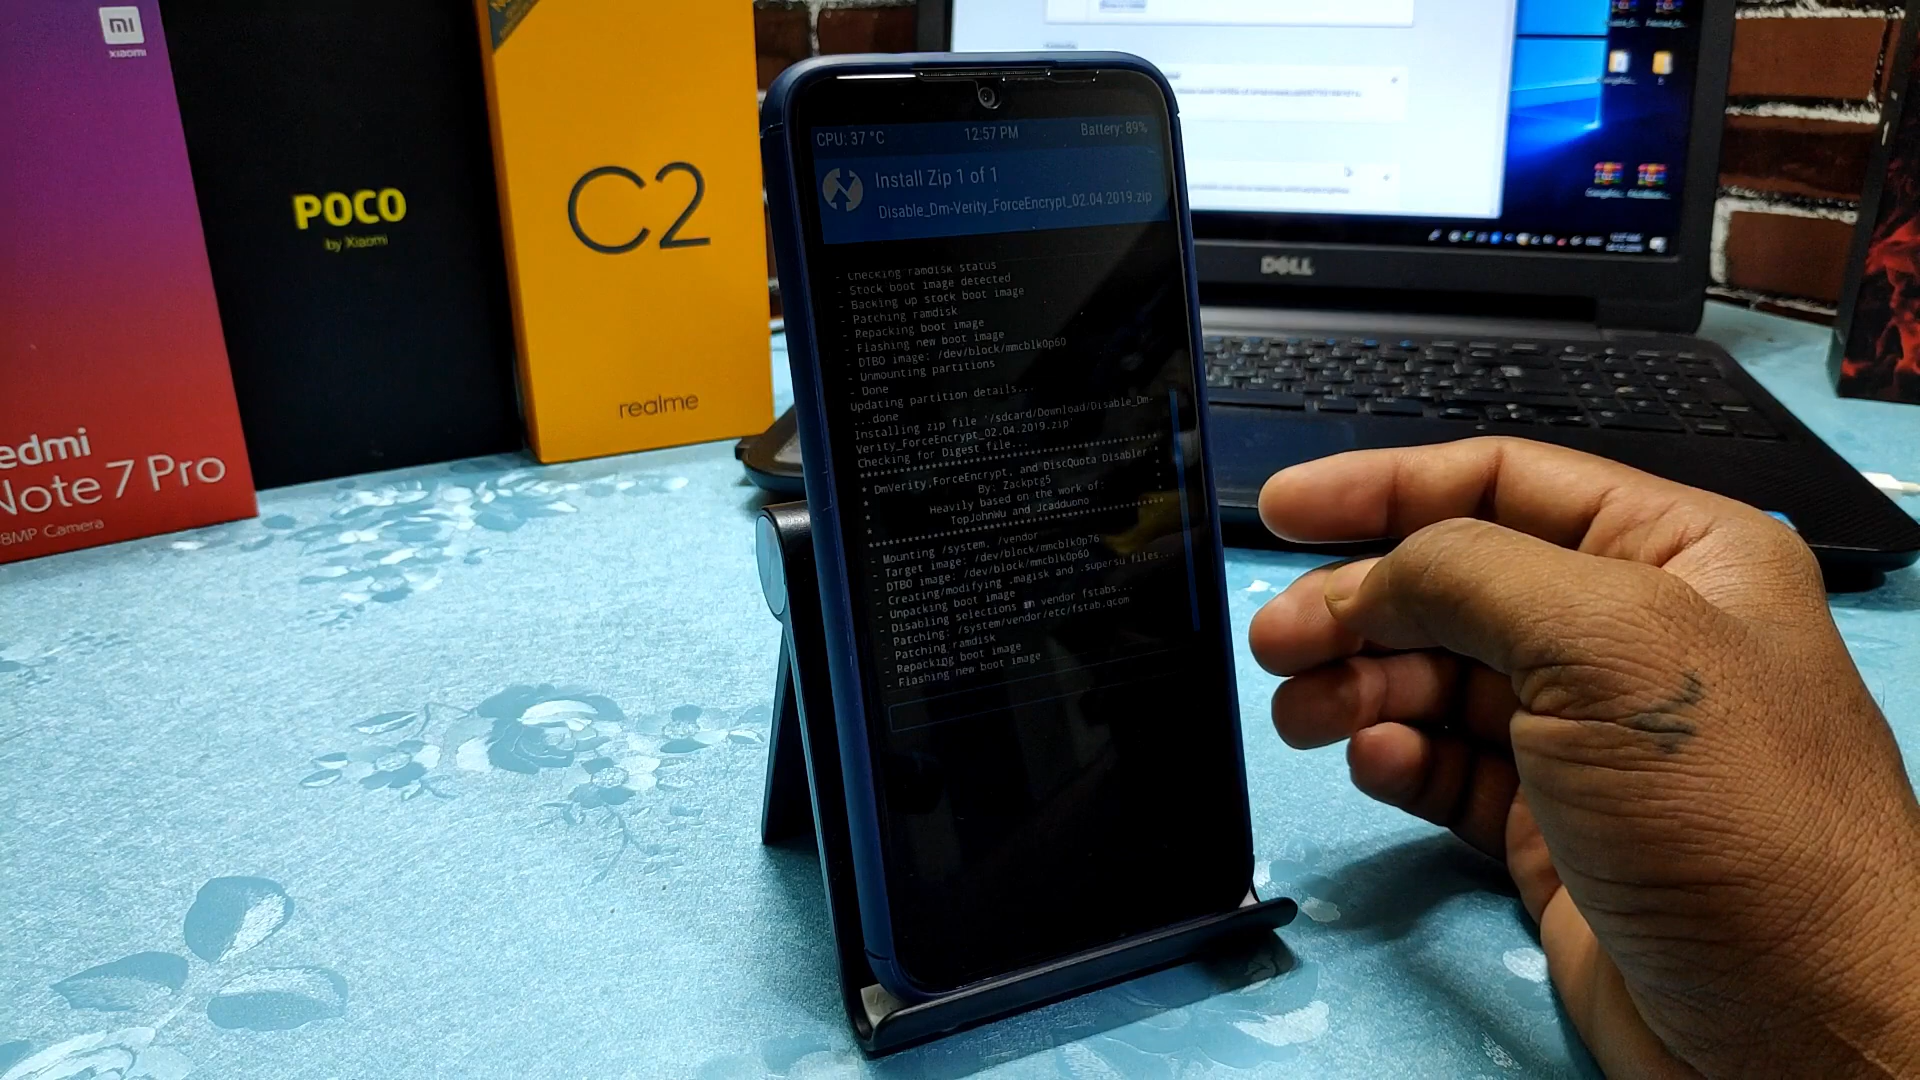 mi
xiaomi
edmi
Note 7 Pro
8MP Camera
POCO
by Xiaomi
C2
realme
CPU: 37 °C
12:57 PM
Battery: 89%
Install Zip 1 of 1
Disable_Dm-Verity_ForceEncrypt_02.04.2019.zip
- Checking ramdisk status
- Stock boot image detected
- Backing up stock boot image
- Patching ramdisk
- Repacking boot image
- Flashing new boot image
- DTBO image: /dev/block/mmcblk0p60
- Unmounting partitions
- Done
Updating partition details...
...done
Installing zip file '/sdcard/Download/Disable_Dm-
Verity_ForceEncrypt_02.04.2019.zip'
Checking for Digest file...
****************************************
* DmVerity,ForceEncrypt, and DiscQuota Disabler *
* By: Zackptg5 *
* Heavily based on the work of: *
* TopJohnWu and Jcadduono *
****************************************
- Mounting /system, /vendor
- Target image: /dev/block/mmcblk0p76
- DTBO image: /dev/block/mmcblk0p60
- Creating/modifying .magisk and .supersu files...
- Unpacking boot image
- Disabling selections in vendor fstabs...
- Patching: /system/vendor/etc/fstab.qcom
- Patching ramdisk
- Repacking boot image
- Flashing new boot image
DELL